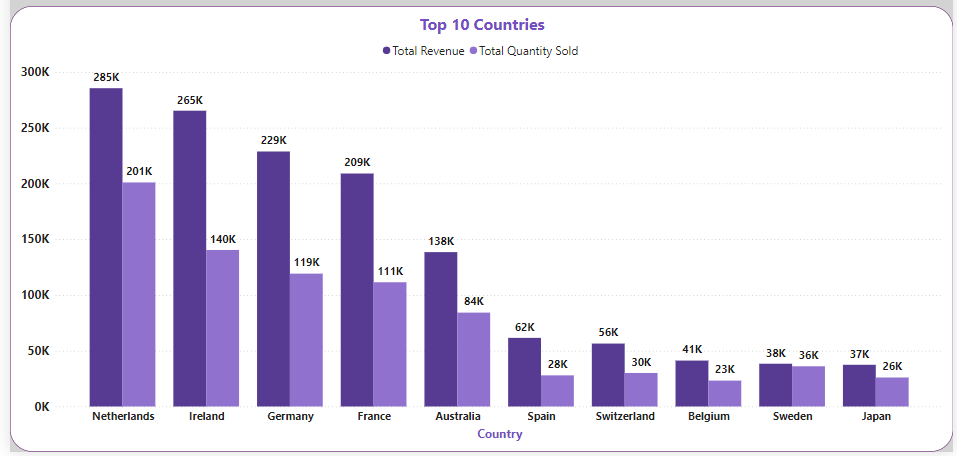 Top 10 Countries
Total Revenue Total Quantity Sold
300K
250K
200K
150K
100K
50K
0K
285K
201K
265K
140K
229K
119K
209K
111K
138K
84K
62K
28K
56K
30K
41K
23K
38K
36K
37K
26K
Netherlands Ireland Germany France Australia Spain Switzerland Belgium Sweden Japan
Country